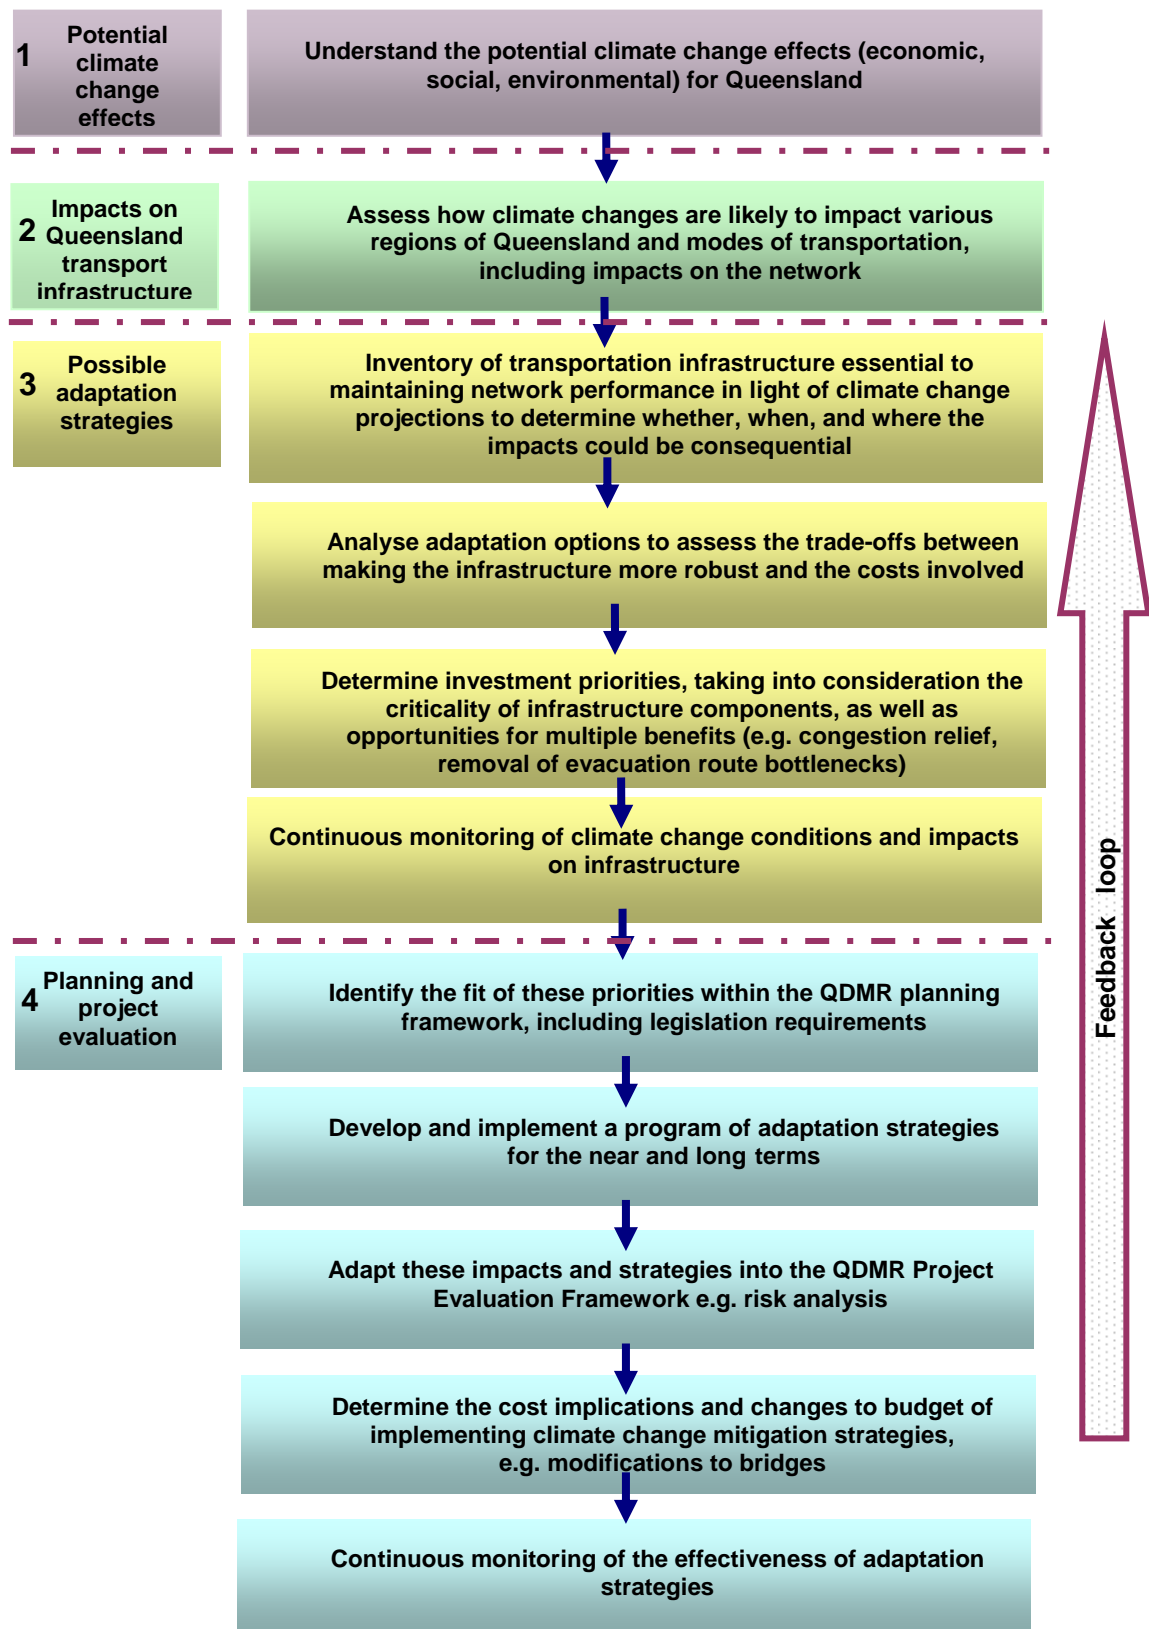 1
Potential
climate
change
effects
Understand the potential climate change effects (economic,
social, environmental) for Queensland
2
Impacts on
Queensland
transport
infrastructure
Assess how climate changes are likely to impact various
regions of Queensland and modes of transportation,
including impacts on the network
3
Possible
adaptation
strategies
Inventory of transportation infrastructure essential to
maintaining network performance in light of climate change
projections to determine whether, when, and where the
impacts could be consequential
Analyse adaptation options to assess the trade-offs between
making the infrastructure more robust and the costs involved
Determine investment priorities, taking into consideration the
criticality of infrastructure components, as well as
opportunities for multiple benefits (e.g. congestion relief,
removal of evacuation route bottlenecks)
Continuous monitoring of climate change conditions and impacts
on infrastructure
4
Planning and
project
evaluation
Identify the fit of these priorities within the QDMR planning
framework, including legislation requirements
Develop and implement a program of adaptation strategies
for the near and long terms
Adapt these impacts and strategies into the QDMR Project
Evaluation Framework e.g. risk analysis
Determine the cost implications and changes to budget of
implementing climate change mitigation strategies,
e.g. modifications to bridges
Continuous monitoring of the effectiveness of adaptation
strategies
Feedback loop